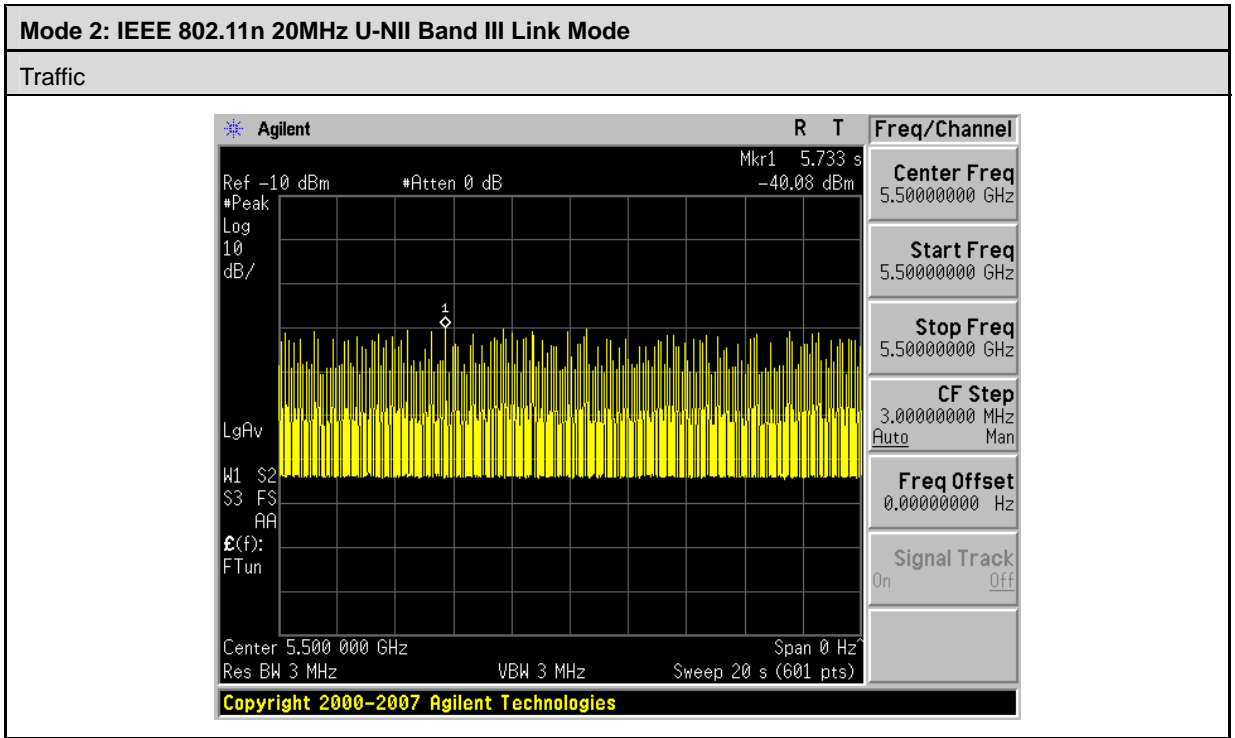 Mode 2: IEEE 802.11n 20MHz U-NII Band III Link Mode
Traffic
Agilent R T Freq/Channel
Mkr1 5.733 s
Ref -10 dBm #Atten 0 dB -40.08 dBm
#Peak
Log
10
dB/
1
LgAv
W1 S2
S3 FS
AA
£(f):
FTun
Center 5.500 000 GHz Span 0 Hz^
Res BW 3 MHz VBW 3 MHz Sweep 20 s (601 pts)
Copyright 2000-2007 Agilent Technologies
Center Freq
5.50000000 GHz
Start Freq
5.50000000 GHz
Stop Freq
5.50000000 GHz
CF Step
3.00000000 MHz
Auto Man
Freq Offset
0.00000000 Hz
Signal Track
On Off